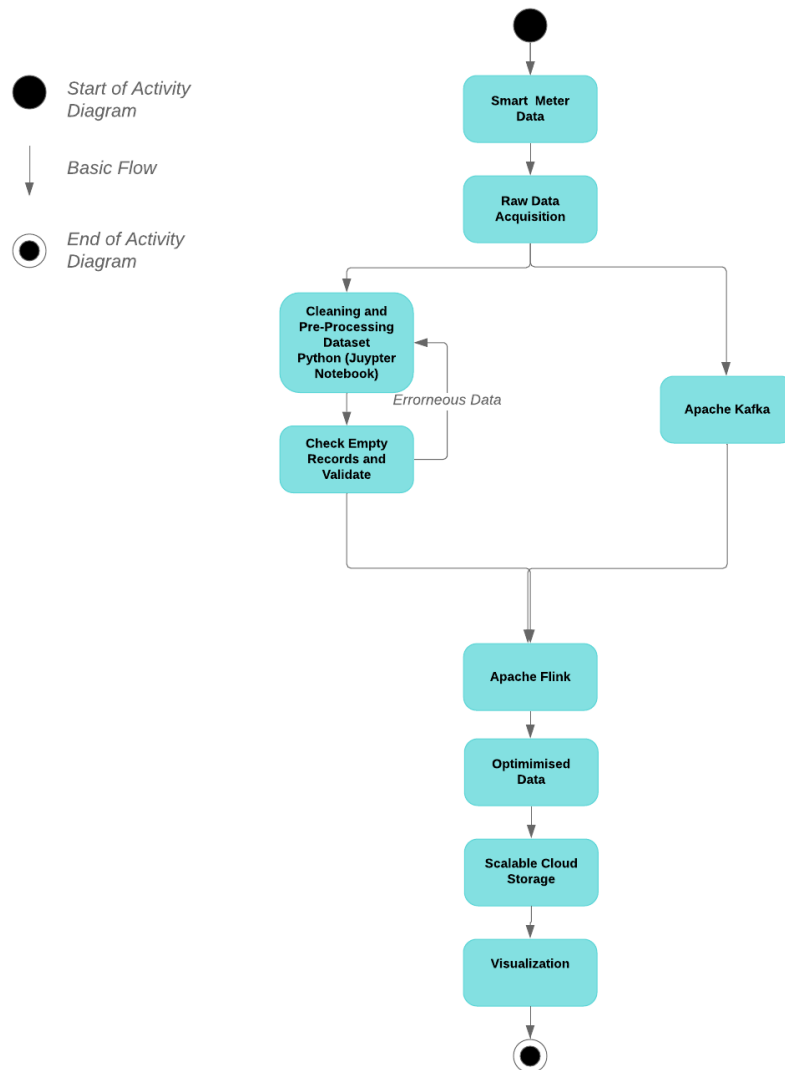 Start of Activity
Diagram
Basic Flow
End of Activity
Diagram
Smart Meter
Data
Raw Data
Acquisition
Cleaning and
Pre-Processing
Dataset
Python (Juypter
Notebook)
Errorneous Data
Check Empty
Records and
Validate
Apache Kafka
Apache Flink
Optimimised
Data
Scalable Cloud
Storage
Visualization